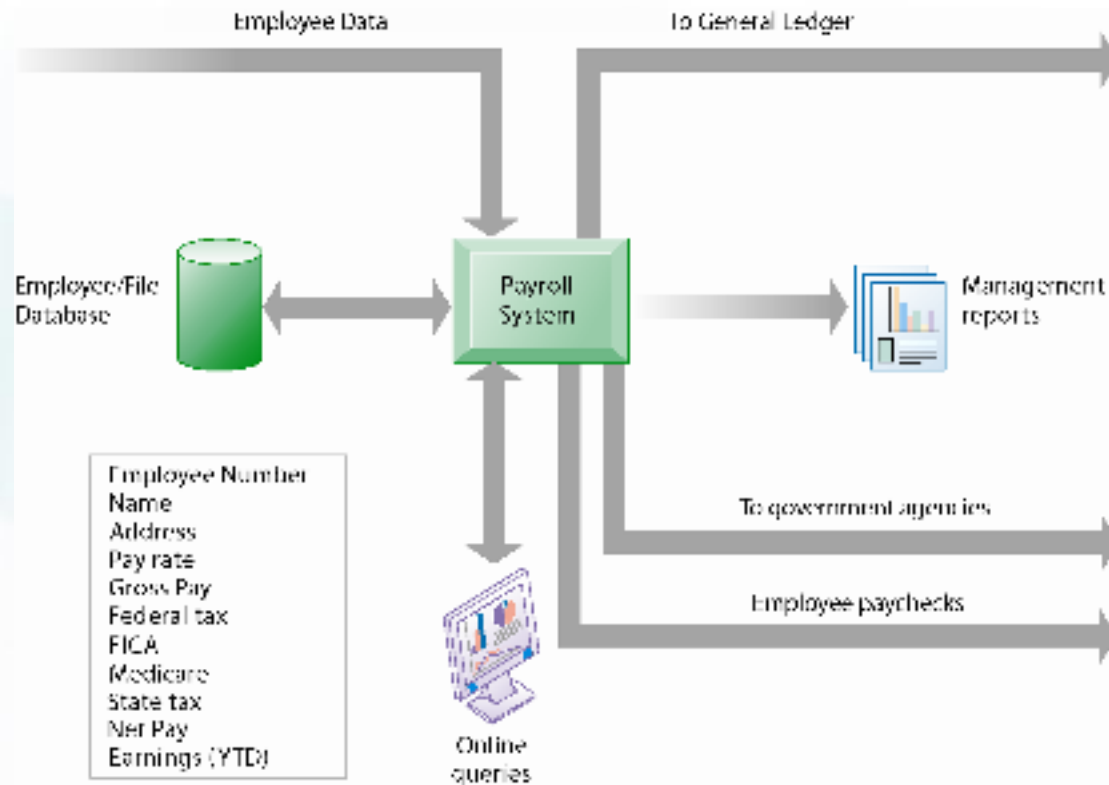 Employee Data
To General Ledger
Employee/File
Database
Payroll
System
Management
reports
Employee Number
Name
Address
Pay rate
Gross Pay
Federal tax
FICA
Medicare
State tax
Net Pay
Earnings (YTD)
To government agencies
Employee paychecks
Online
queries